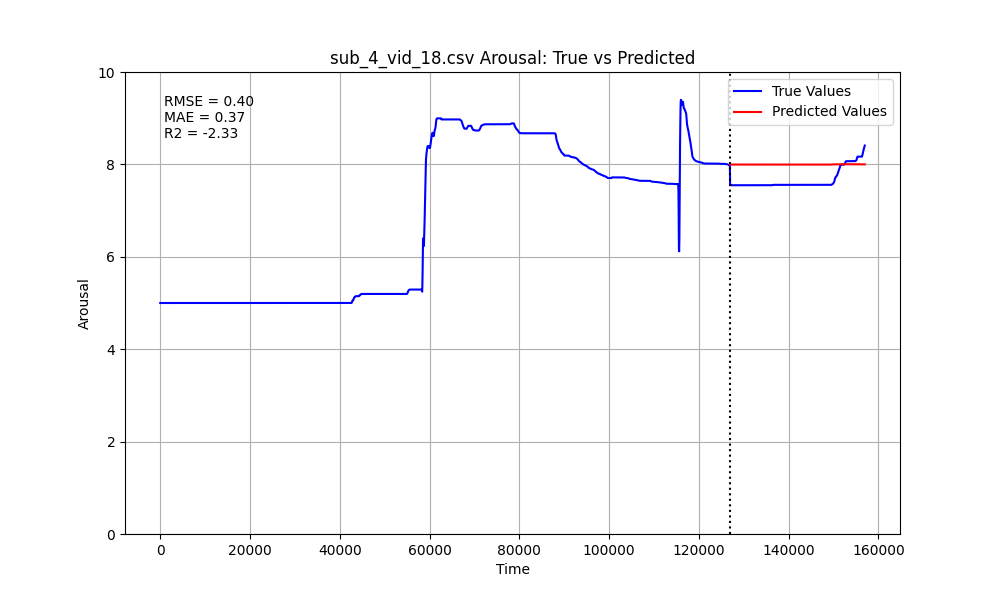 sub_4_vid_18.csv Arousal: True vs Predicted
RMSE = 0.40
MAE = 0.37
R2 = -2.33
True Values
Predicted Values
10
8
6
4
2
0
Arousal
0 20000 40000 60000 80000 100000 120000 140000 160000
Time